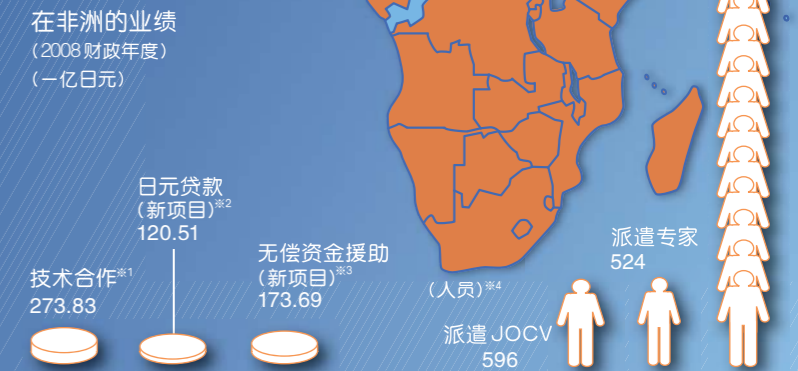 在非洲的业绩
（2008 财政年度）
（一亿日元）
日元贷款
（新项目）※2
120.51
无偿资金援助
（新项目）※3
173.69
技术合作※1
273.83
（人员）※4
派遣专家
524
派遣 JOCV
596